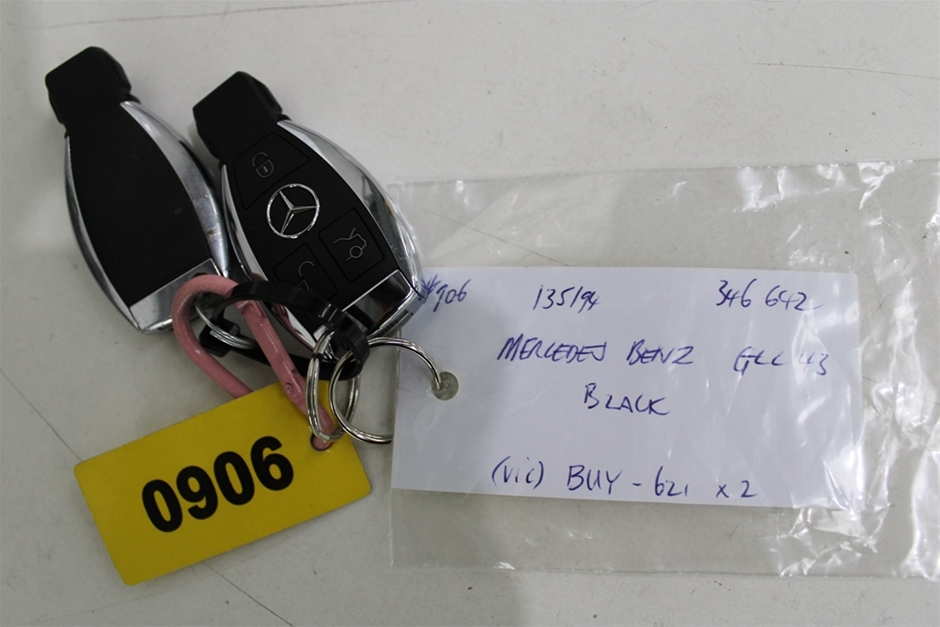 #906 135194 346 642
MERCEDES BENZ GLC 43
BLACK
(VIC) BUY - 621 x 2
0906